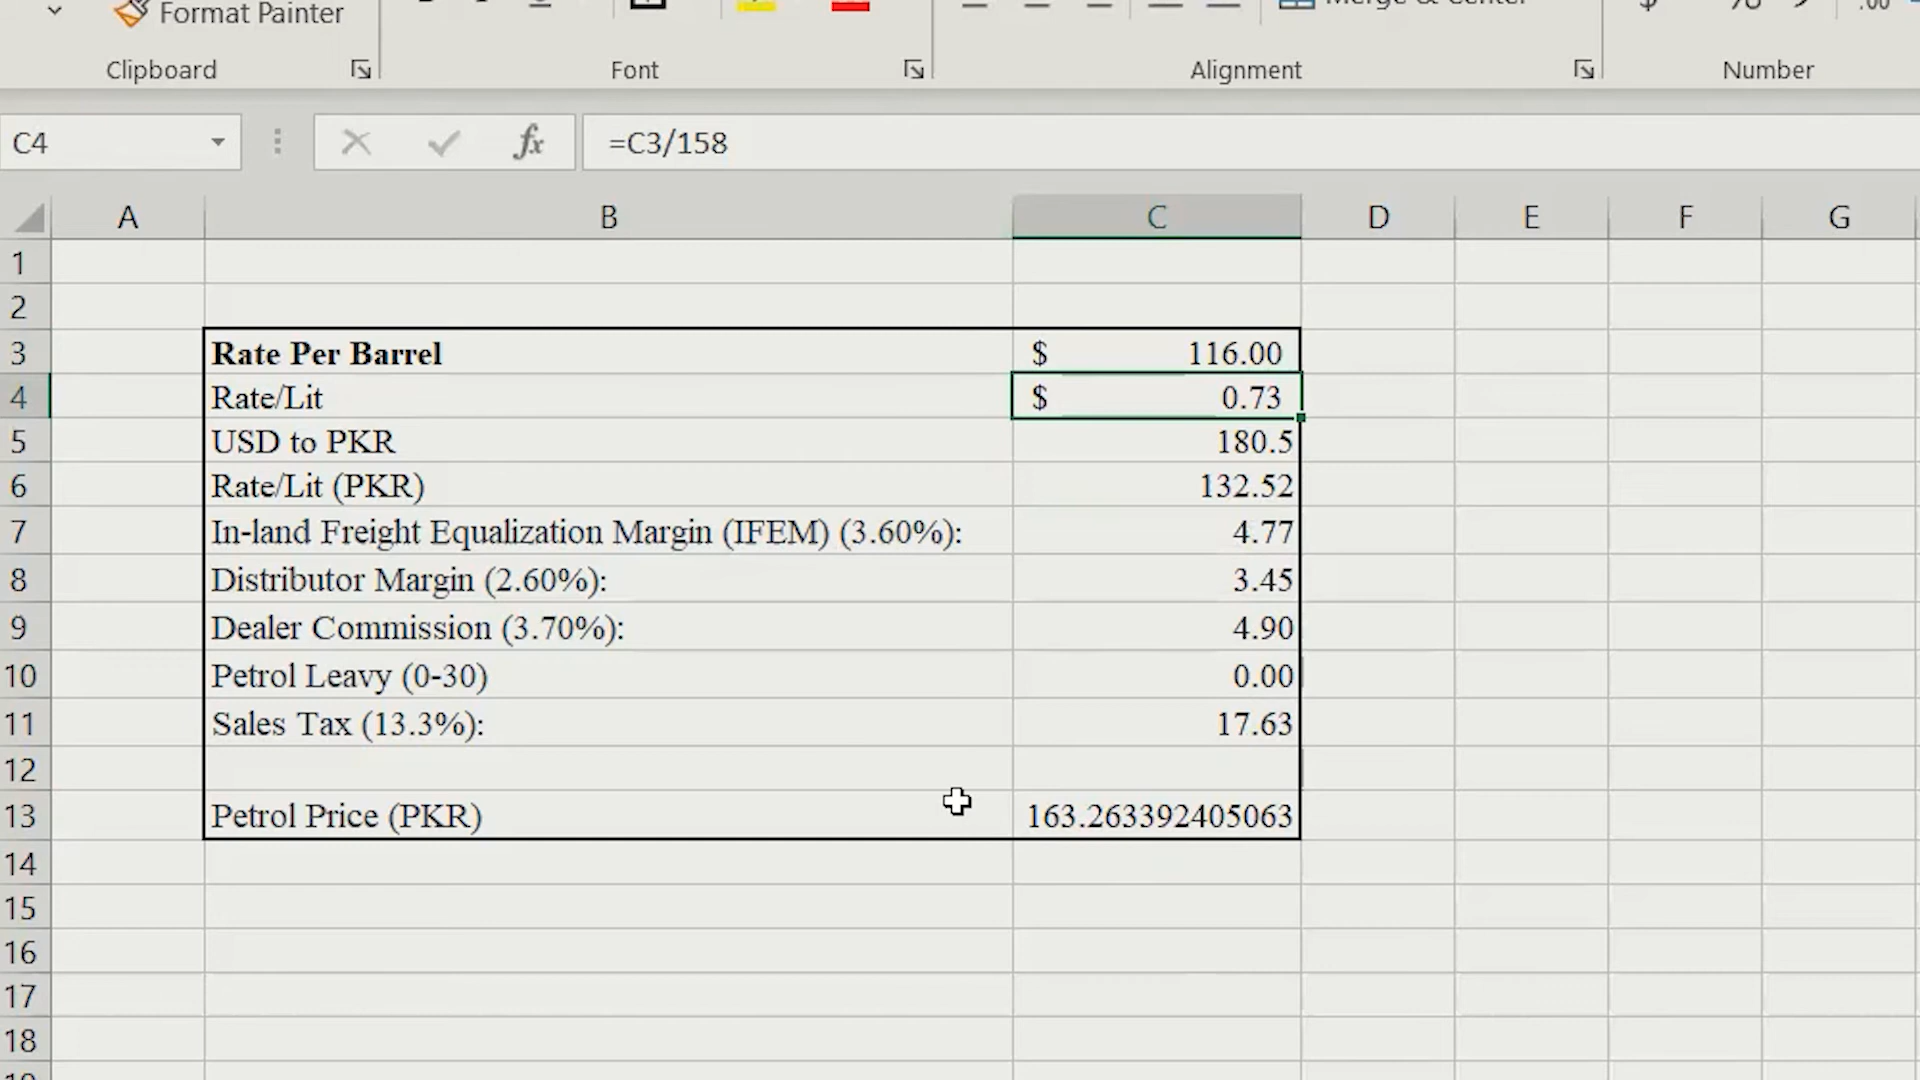 Format Painter
Merge & Center
$ % .00
Clipboard Font Alignment Number
C4 fx =C3/158
A B C D E F G
1
2
3 Rate Per Barrel $ 116.00
4 Rate/Lit $ 0.73
5 USD to PKR 180.5
6 Rate/Lit (PKR) 132.52
7 In-land Freight Equalization Margin (IFEM) (3.60%): 4.77
8 Distributor Margin (2.60%): 3.45
9 Dealer Commission (3.70%): 4.90
10 Petrol Leavy (0-30) 0.00
11 Sales Tax (13.3%): 17.63
12
13 Petrol Price (PKR) 163.263392405063
14
15
16
17
18